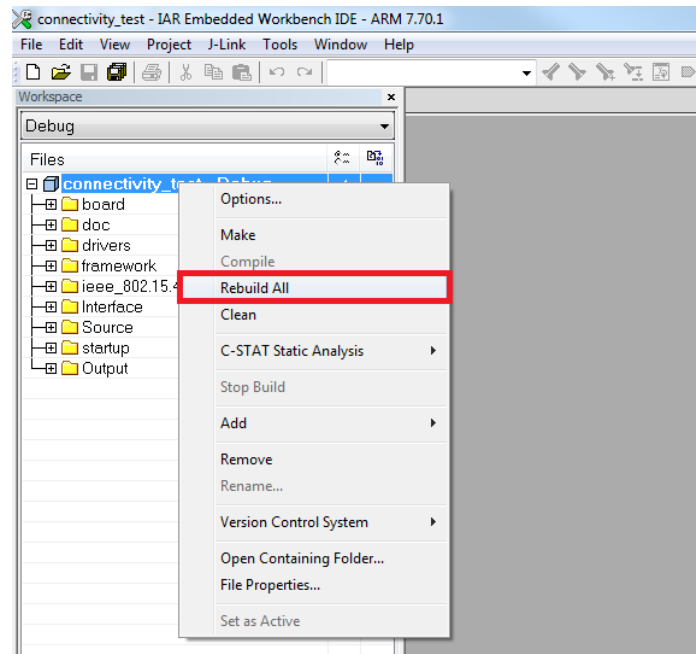 connectivity_test - IAR Embedded Workbench IDE - ARM 7.70.1
File Edit View Project J-Link Tools Window Help
Workspace
Debug
Files
connectivity_test - Debug
board
doc
drivers
framework
ieee_802.15.4
Interface
Source
startup
Output
Options...
Make
Compile
Rebuild All
Clean
C-STAT Static Analysis
Stop Build
Add
Remove
Rename...
Version Control System
Open Containing Folder...
File Properties...
Set as Active